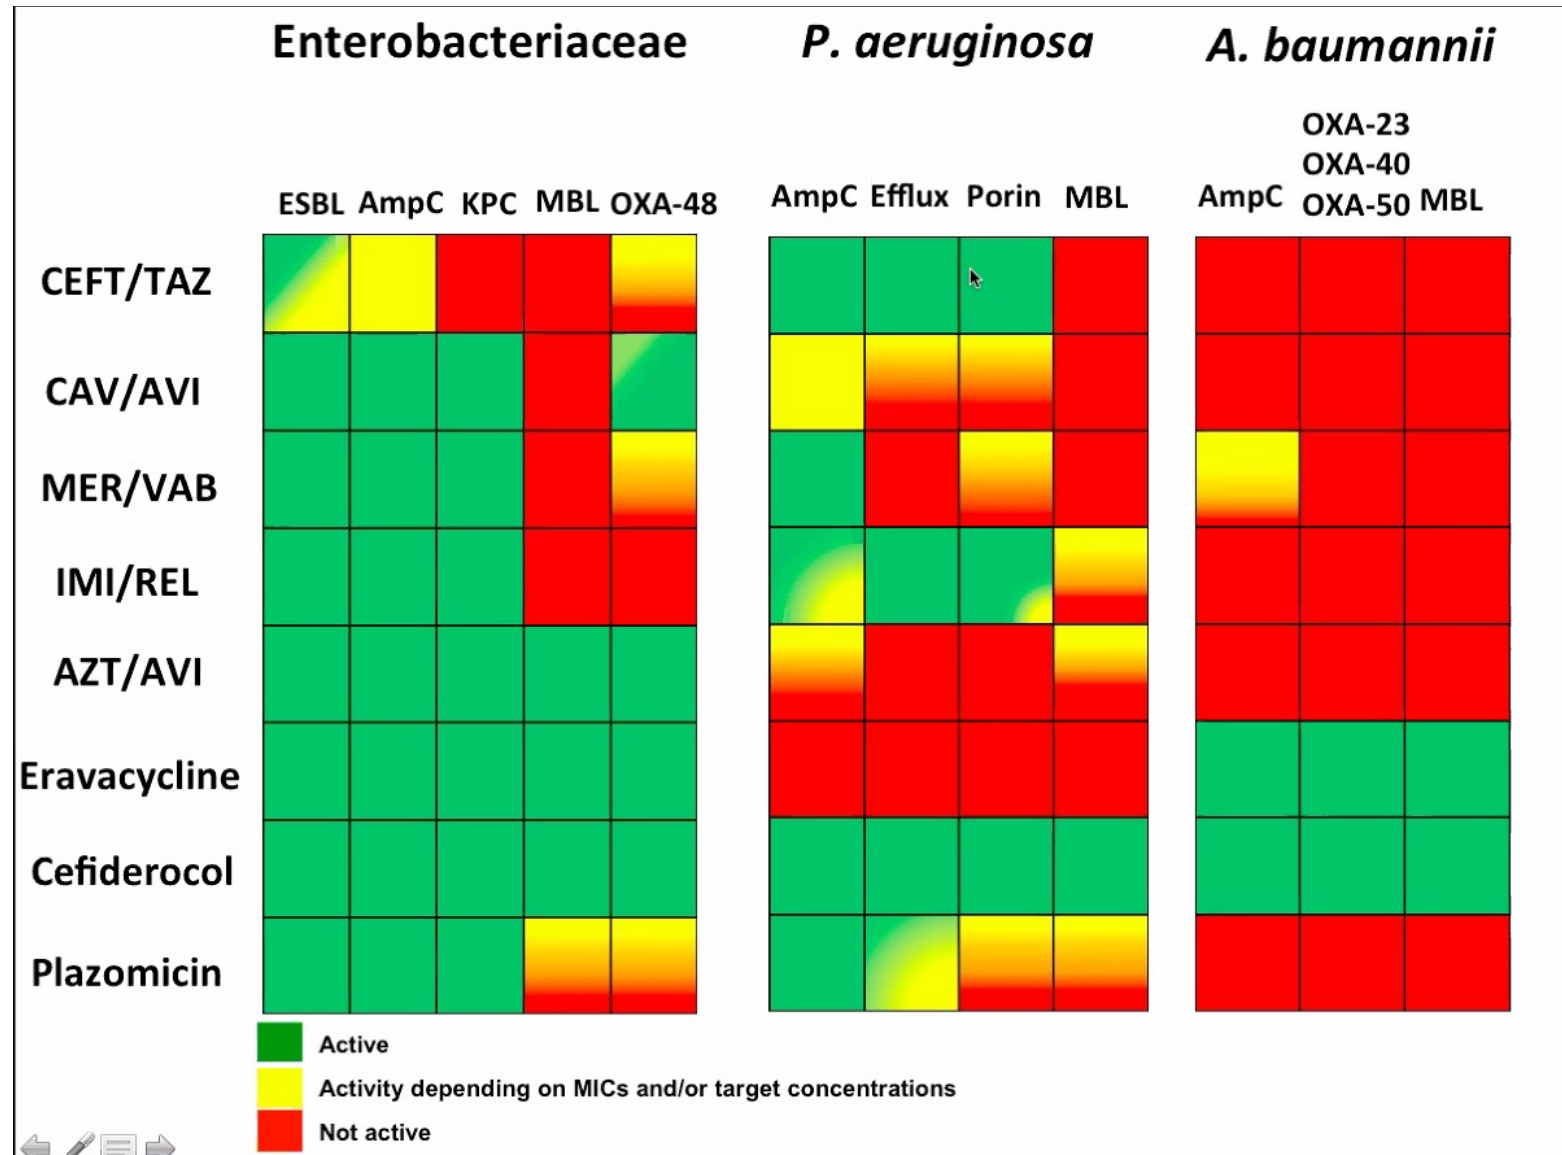 Enterobacteriaceae P. aeruginosa A. baumannii
OXA-23
OXA-40
ESBL AmpC KPC MBL OXA-48 AmpC Efflux Porin MBL AmpC OXA-50 MBL
CEFT/TAZ
CAV/AVI
MER/VAB
IMI/REL
AZT/AVI
Eravacycline
Cefiderocol
Plazomicin
Active
Activity depending on MICs and/or target concentrations
Not active